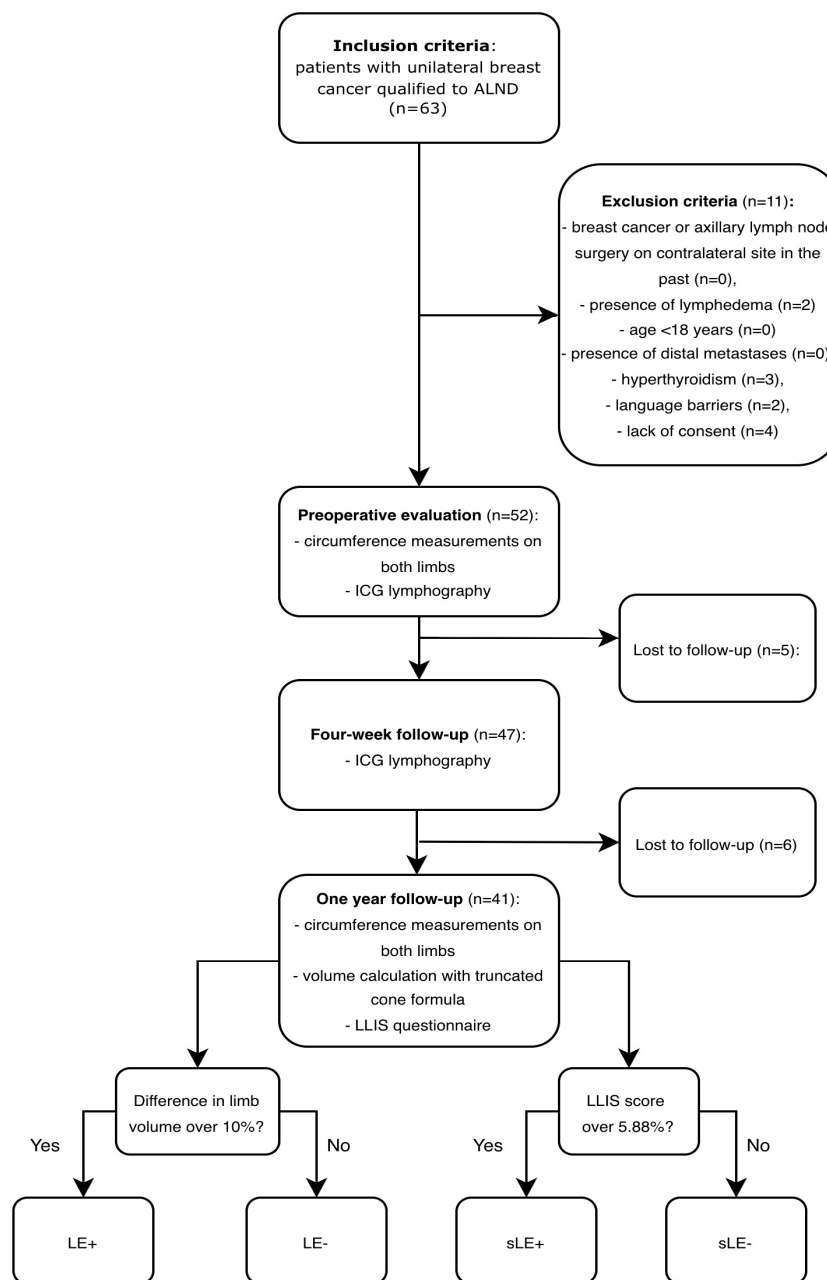 Inclusion criteria:
patients with unilateral breast
cancer qualified to ALND
(n=63)
Exclusion criteria (n=11):
- breast cancer or axillary lymph node
surgery on contralateral site in the
past (n=0),
- presence of lymphedema (n=2)
- age <18 years (n=0)
- presence of distal metastases (n=0)
- hyperthyroidism (n=3),
- language barriers (n=2),
- lack of consent (n=4)
Preoperative evaluation (n=52):
- circumference measurements on
both limbs
- ICG lymphography
Lost to follow-up (n=5):
Four-week follow-up (n=47):
- ICG lymphography
Lost to follow-up (n=6)
One year follow-up (n=41):
- circumference measurements on
both limbs
- volume calculation with truncated
cone formula
- LLIS questionnaire
Difference in limb
volume over 10%?
Yes
No
LLIS score
over 5.88%?
Yes
No
LE+
LE-
sLE+
sLE-